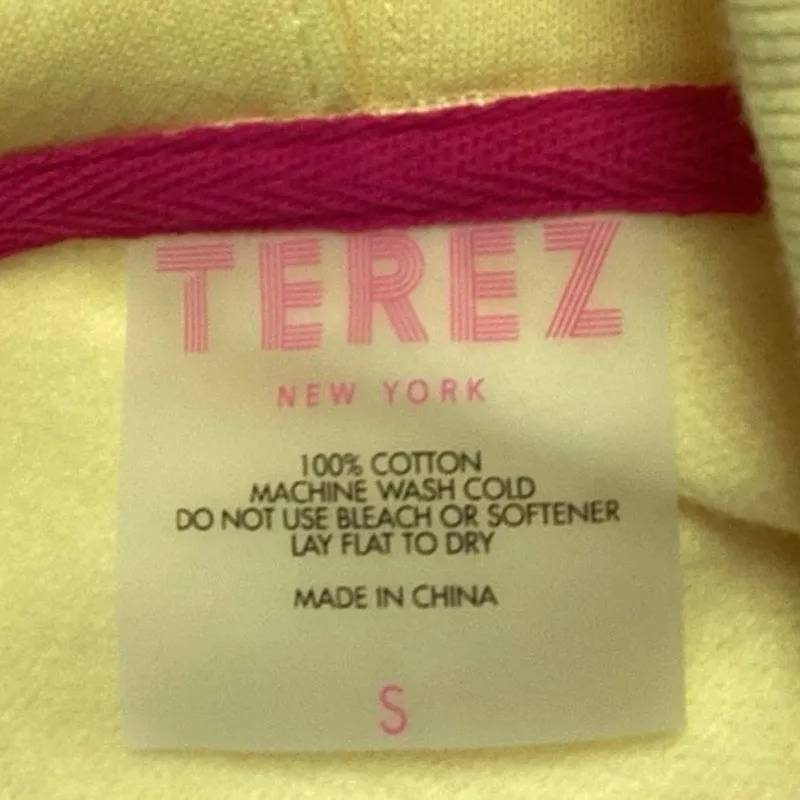 TEREZ
NEW YORK
100% COTTON
MACHINE WASH COLD
DO NOT USE BLEACH OR SOFTENER
LAY FLAT TO DRY
MADE IN CHINA
S